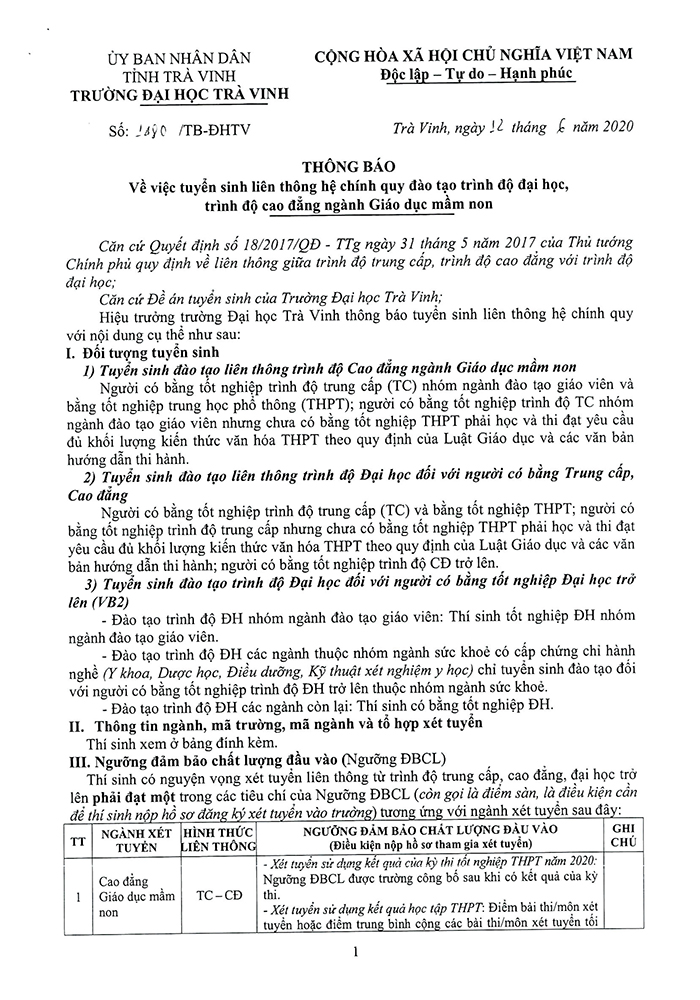 ỦY BAN NHÂN DÂN
TỈNH TRÀ VINH
TRƯỜNG ĐẠI HỌC TRÀ VINH
CỘNG HÒA XÃ HỘI CHỦ NGHĨA VIỆT NAM
Độc lập – Tự do – Hạnh phúc
Số: /TB-ĐHTV
Trà Vinh, ngày 12 tháng 6 năm 2020
THÔNG BÁO
Về việc tuyển sinh liên thông hệ chính quy đào tạo trình độ đại học,
trình độ cao đẳng ngành Giáo dục mầm non
Căn cứ Quyết định số 18/2017/QĐ - TTg ngày 31 tháng 5 năm 2017 của Thủ tướng
Chính phủ quy định về liên thông giữa trình độ trung cấp, trình độ cao đẳng với trình độ
đại học;
Căn cứ Đề án tuyển sinh của Trường Đại học Trà Vinh;
Hiệu trưởng trường Đại học Trà Vinh thông báo tuyển sinh liên thông hệ chính quy
với nội dung cụ thể như sau:
I. Đối tượng tuyển sinh
1) Tuyển sinh đào tạo liên thông trình độ Cao đẳng ngành Giáo dục mầm non
Người có bằng tốt nghiệp trình độ trung cấp (TC) nhóm ngành đào tạo giáo viên và
bằng tốt nghiệp trung học phổ thông (THPT); người có bằng tốt nghiệp trình độ TC nhóm
ngành đào tạo giáo viên nhưng chưa có bằng tốt nghiệp THPT phải học và thi đạt yêu cầu
đủ khối lượng kiến thức văn hóa THPT theo quy định của Luật Giáo dục và các văn bản
hướng dẫn thi hành.
2) Tuyển sinh đào tạo liên thông trình độ Đại học đối với người có bằng Trung cấp,
Cao đẳng
Người có bằng tốt nghiệp trình độ trung cấp (TC) và bằng tốt nghiệp THPT; người có
bằng tốt nghiệp trình độ trung cấp nhưng chưa có bằng tốt nghiệp THPT phải học và thi đạt
yêu cầu đủ khối lượng kiến thức văn hóa THPT theo quy định của Luật Giáo dục và các văn
bản hướng dẫn thi hành; người có bằng tốt nghiệp trình độ CĐ trở lên.
3) Tuyển sinh đào tạo trình độ Đại học đối với người có bằng tốt nghiệp Đại học trở
lên (VB2)
- Đào tạo trình độ ĐH nhóm ngành đào tạo giáo viên: Thí sinh tốt nghiệp ĐH nhóm
ngành đào tạo giáo viên.
- Đào tạo trình độ ĐH các ngành thuộc nhóm ngành sức khoẻ có cấp chứng chỉ hành
nghề (Y khoa, Dược học, Điều dưỡng, Kỹ thuật xét nghiệm y học) chỉ tuyển sinh đào tạo đối
với người có bằng tốt nghiệp trình độ ĐH trở lên thuộc nhóm ngành sức khoẻ.
- Đào tạo trình độ ĐH các ngành còn lại: Thí sinh có bằng tốt nghiệp ĐH.
II. Thông tin ngành, mã trường, mã ngành và tổ hợp xét tuyển
Thí sinh xem ở bảng đính kèm.
III. Ngưỡng đảm bảo chất lượng đầu vào (Ngưỡng ĐBCL)
Thí sinh có nguyện vọng xét tuyển liên thông từ trình độ trung cấp, cao đẳng, đại học trở
lên phải đạt một trong các tiêu chí của Ngưỡng ĐBCL (còn gọi là điểm sàn, là điều kiện cần
để thí sinh nộp hồ sơ đăng ký xét tuyển vào trường) tương ứng với ngành xét tuyển sau đây:
TT
NGÀNH XÉT
TUYỂN
HÌNH THỨC
LIÊN THÔNG
NGƯỠNG ĐẢM BẢO CHẤT LƯỢNG ĐẦU VÀO
(Điều kiện nộp hồ sơ tham gia xét tuyển)
GHI
CHÚ
1
Cao đẳng
Giáo dục mầm
non
TC – CĐ
- Xét tuyển sử dụng kết quả của kỳ thi tốt nghiệp THPT năm 2020:
Ngưỡng ĐBCL được trường công bố sau khi có kết quả của kỳ
thi.
- Xét tuyển sử dụng kết quả học tập THPT: Điểm bài thi/môn xét
tuyển hoặc điểm trung bình cộng các bài thi/môn xét tuyển tối
1